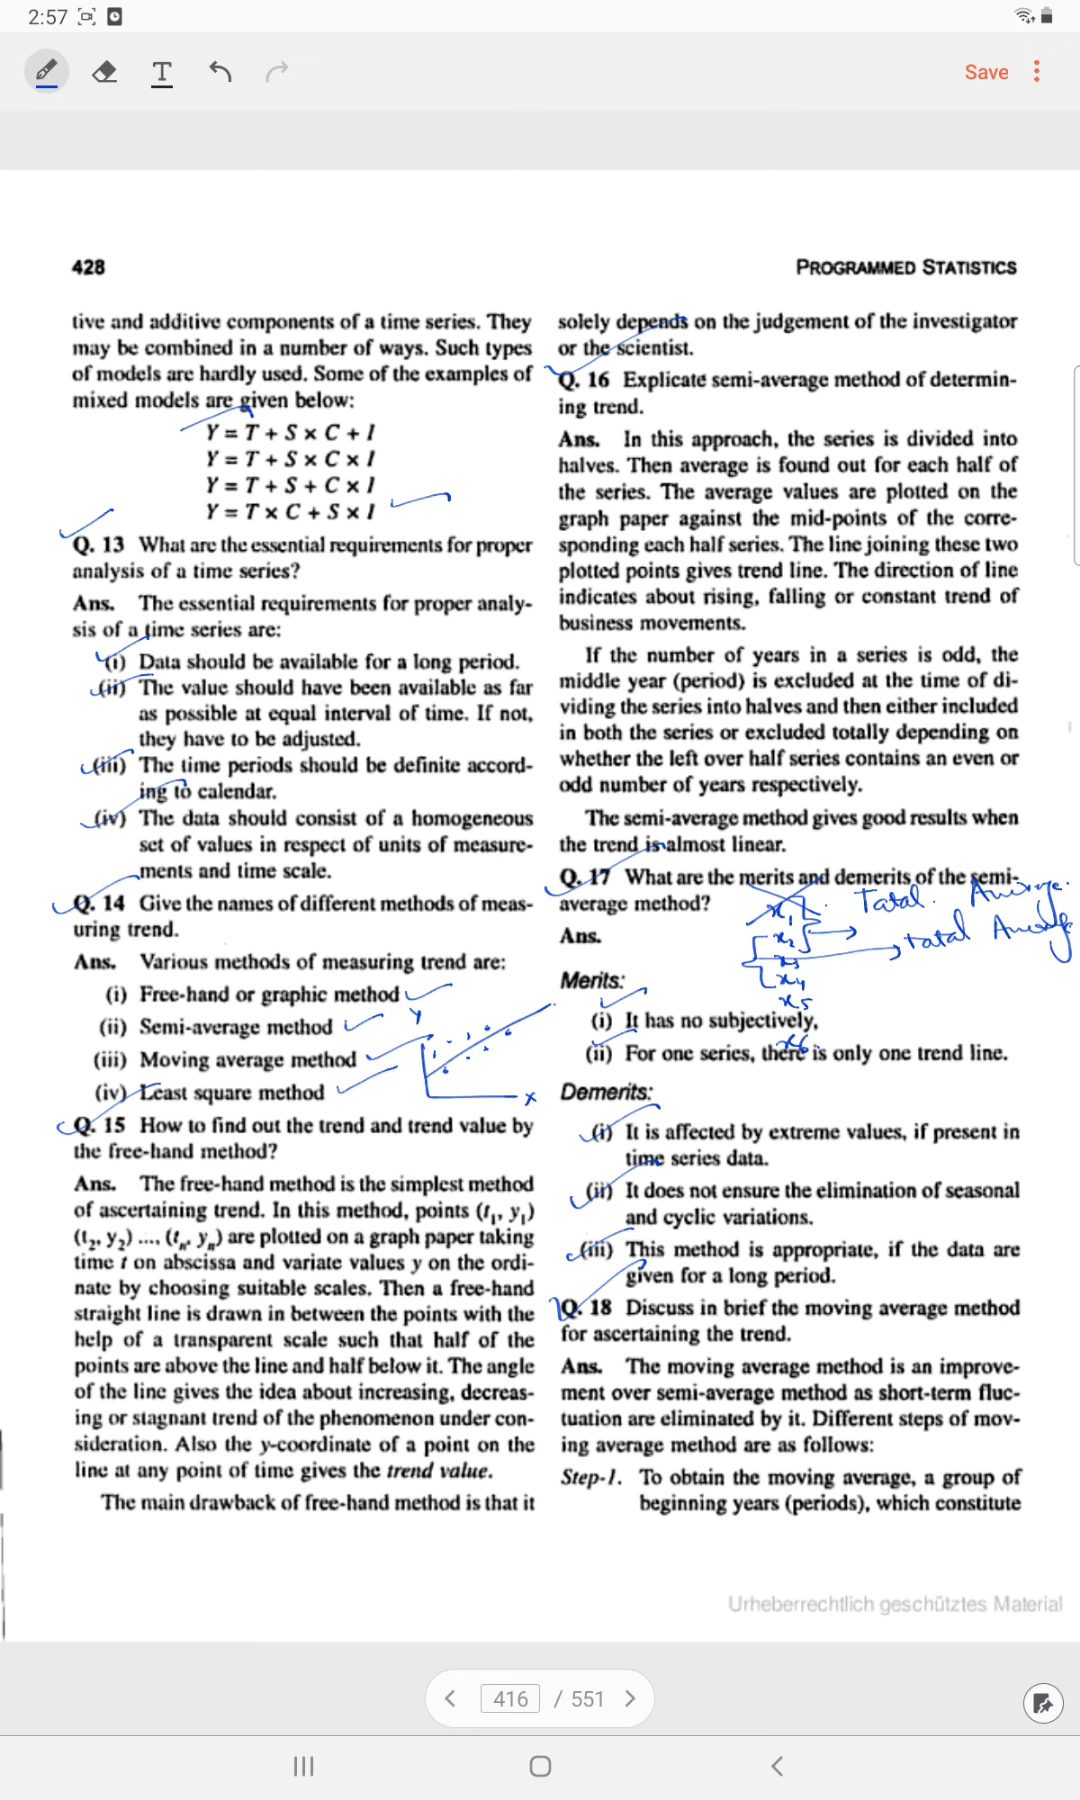 2:57
T
Save
428
PROGRAMMED STATISTICS
tive and additive components of a time series. They
may be combined in a number of ways. Such types
of models are hardly used. Some of the examples of
mixed models are given below:
Y = T + S × C + I
Y = T + S × C × I
Y = T + S + C × I
Y = T × C + S × I
Q. 13 What are the essential requirements for proper
analysis of a time series?
Ans. The essential requirements for proper analy-
sis of a time series are:
(i) Data should be available for a long period.
(ii) The value should have been available as far
as possible at equal interval of time. If not,
they have to be adjusted.
(iii) The time periods should be definite accord-
ing to calendar.
(iv) The data should consist of a homogeneous
set of values in respect of units of measure-
ments and time scale.
Q. 14 Give the names of different methods of meas-
uring trend.
Ans. Various methods of measuring trend are:
(i) Free-hand or graphic method
(ii) Semi-average method
(iii) Moving average method
(iv) Least square method
y
x
Q. 15 How to find out the trend and trend value by
the free-hand method?
Ans. The free-hand method is the simplest method
of ascertaining trend. In this method, points (t₁, y₁)
(t₂, y₂) ..., (tₙ, yₙ) are plotted on a graph paper taking
time t on abscissa and variate values y on the ordi-
nate by choosing suitable scales. Then a free-hand
straight line is drawn in between the points with the
help of a transparent scale such that half of the
points are above the line and half below it. The angle
of the line gives the idea about increasing, decreas-
ing or stagnant trend of the phenomenon under con-
sideration. Also the y-coordinate of a point on the
line at any point of time gives the trend value.
The main drawback of free-hand method is that it
solely depends on the judgement of the investigator
or the scientist.
Q. 16 Explicate semi-average method of determin-
ing trend.
Ans. In this approach, the series is divided into
halves. Then average is found out for each half of
the series. The average values are plotted on the
graph paper against the mid-points of the corre-
sponding each half series. The line joining these two
plotted points gives trend line. The direction of line
indicates about rising, falling or constant trend of
business movements.
If the number of years in a series is odd, the
middle year (period) is excluded at the time of di-
viding the series into halves and then either included
in both the series or excluded totally depending on
whether the left over half series contains an even or
odd number of years respectively.
The semi-average method gives good results when
the trend is almost linear.
Q. 17 What are the merits and demerits of the semi-
average method?
x₁ Total Average.
x₂
total Average
x₃
x₄
x₅
x₆
Ans.
Merits:
(i) It has no subjectively,
(ii) For one series, there is only one trend line.
Demerits:
(i) It is affected by extreme values, if present in
time series data.
(ii) It does not ensure the elimination of seasonal
and cyclic variations.
(iii) This method is appropriate, if the data are
given for a long period.
Q. 18 Discuss in brief the moving average method
for ascertaining the trend.
Ans. The moving average method is an improve-
ment over semi-average method as short-term fluc-
tuation are eliminated by it. Different steps of mov-
ing average method are as follows:
Step-1. To obtain the moving average, a group of
beginning years (periods), which constitute
Urheberrechtlich geschütztes Material
416 / 551